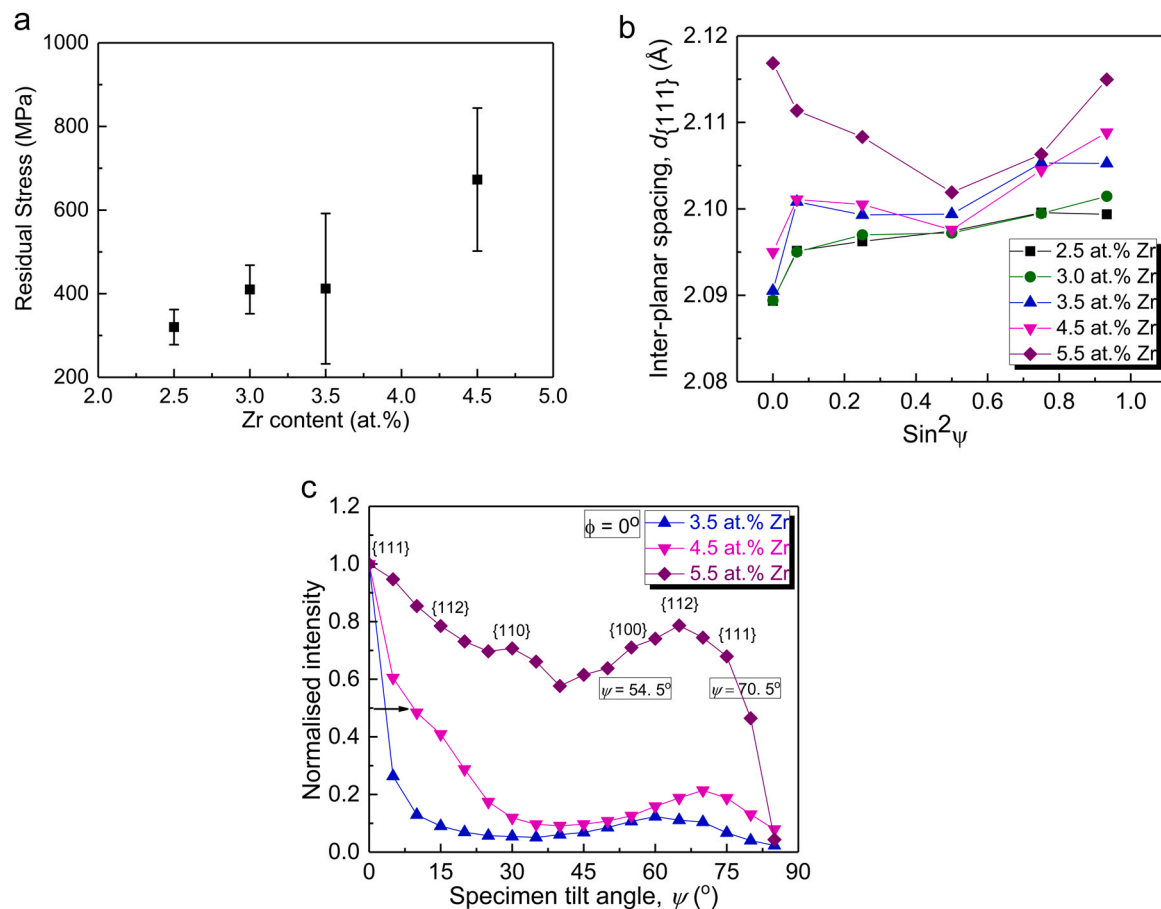 a
1000
800
600
400
200
2.0 2.5 3.0 3.5 4.0 4.5 5.0
Residual Stress (MPa)
Zr content (at.%)
b
2.12
2.11
2.10
2.09
2.08
0.0 0.2 0.4 0.6 0.8 1.0
Inter-planar spacing, d{111} (Å)
Sin²ψ
2.5 at.% Zr
3.0 at.% Zr
3.5 at.% Zr
4.5 at.% Zr
5.5 at.% Zr
c
1.2
1.0
0.8
0.6
0.4
0.2
0.0
0 15 30 45 60 75 90
Normalised intensity
Specimen tilt angle, ψ (°)
ϕ = 0°
3.5 at.% Zr
4.5 at.% Zr
5.5 at.% Zr
{111}
{112}
{110}
{100}
{112}
{111}
ψ = 54. 5°
ψ = 70. 5°